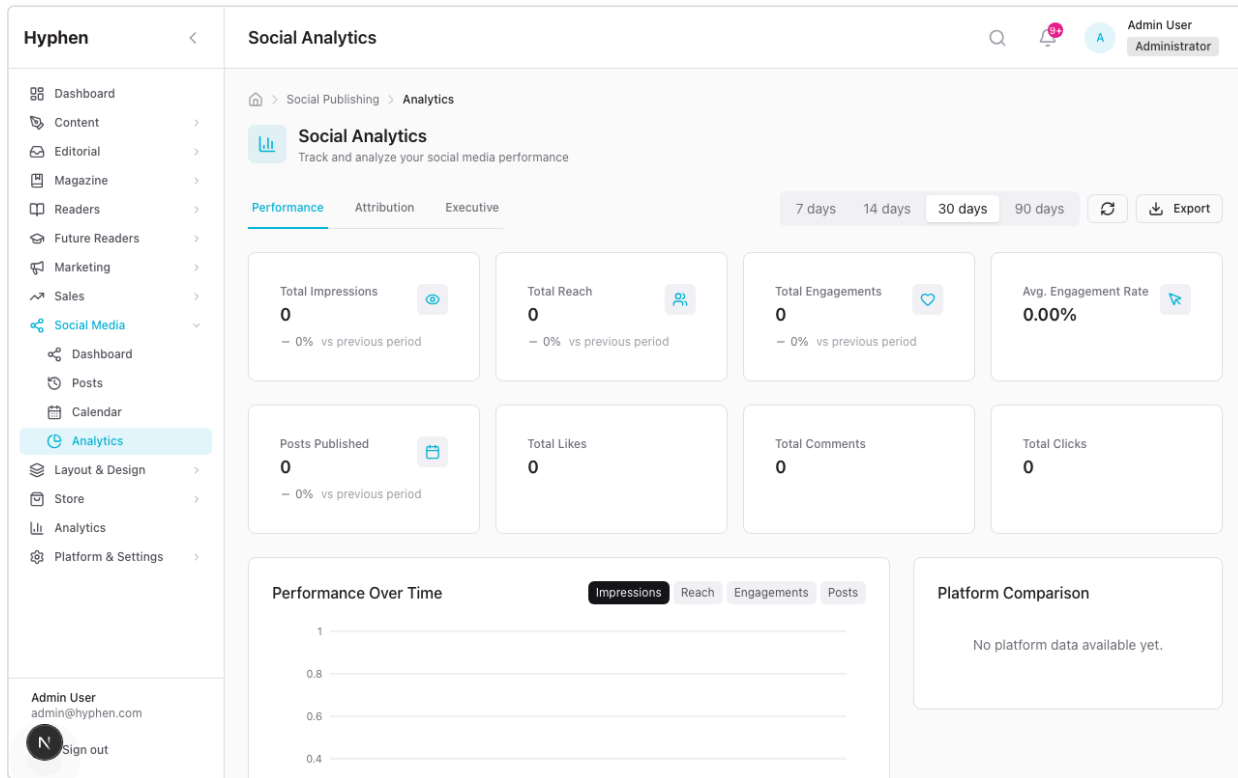 Hyphen
Social Analytics
9+
A
Admin User
Administrator
Dashboard
Content
Editorial
Magazine
Readers
Future Readers
Marketing
Sales
Social Media
Dashboard
Posts
Calendar
Analytics
Layout & Design
Store
Analytics
Platform & Settings
Admin User
admin@hyphen.com
N
Sign out
Social Publishing > Analytics
Social Analytics
Track and analyze your social media performance
Performance Attribution Executive
7 days 14 days 30 days 90 days Export
Total Impressions
0
– 0% vs previous period
Total Reach
0
– 0% vs previous period
Total Engagements
0
– 0% vs previous period
Avg. Engagement Rate
0.00%
Posts Published
0
– 0% vs previous period
Total Likes
0
Total Comments
0
Total Clicks
0
Performance Over Time
Impressions Reach Engagements Posts
1
0.8
0.6
0.4
Platform Comparison
No platform data available yet.